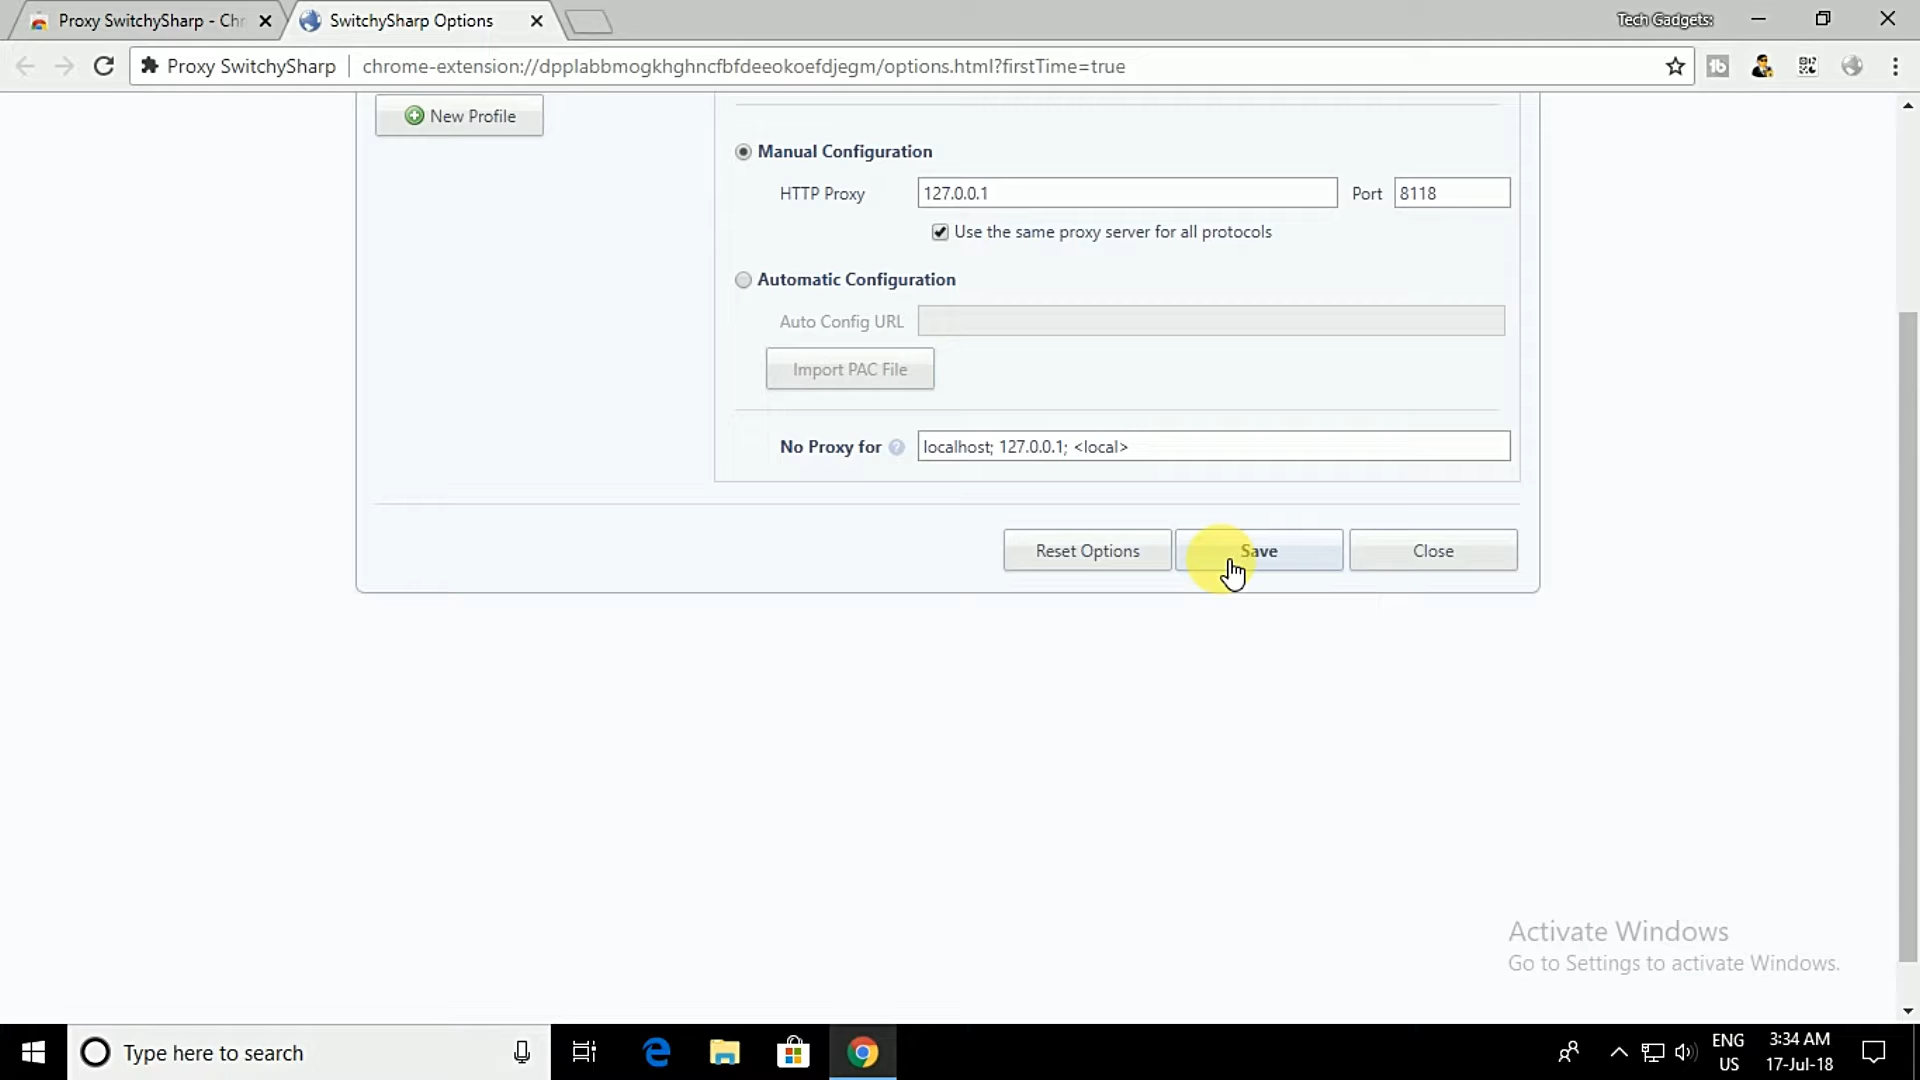 Proxy SwitchySharp - Chr
SwitchySharp Options
Tech Gadgets:
Proxy SwitchySharp
chrome-extension://dpplabbmogkhghncfbfdeeokoefdjegm/options.html?firstTime=true
New Profile
Manual Configuration
HTTP Proxy 127.0.0.1 Port 8118
Use the same proxy server for all protocols
Automatic Configuration
Auto Config URL
Import PAC File
No Proxy for ? localhost; 127.0.0.1; <local>
Reset Options Save Close
Activate Windows
Go to Settings to activate Windows.
Type here to search
ENG
US
3:34 AM
17-Jul-18